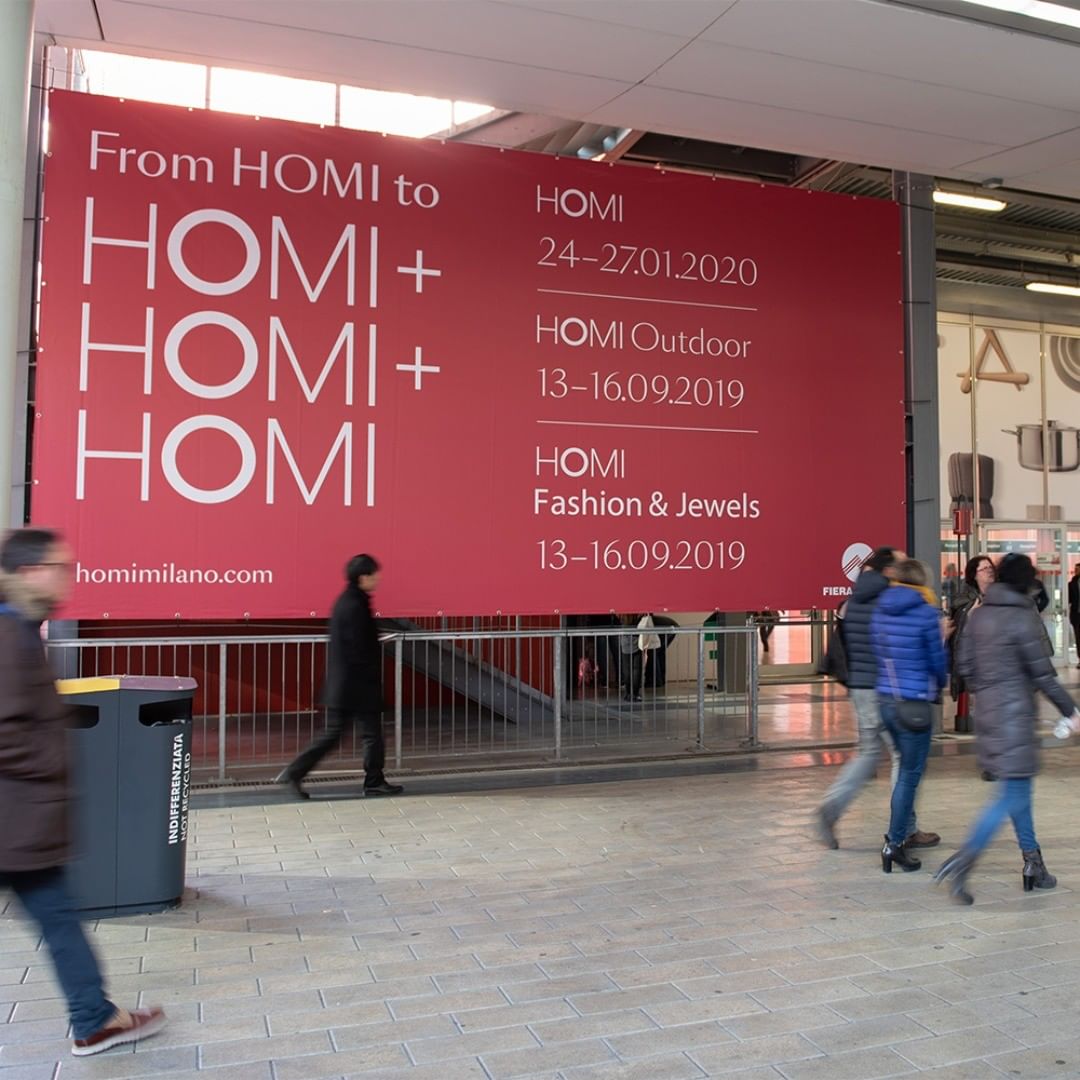 From HOMI to
HOMI +
HOMI +
HOMI
homimilano.com
HOMI
24–27.01.2020
HOMI Outdoor
13–16.09.2019
HOMI
Fashion & Jewels
13–16.09.2019
FIERA
INDIFFERENZIATA
NOT RECYCLED